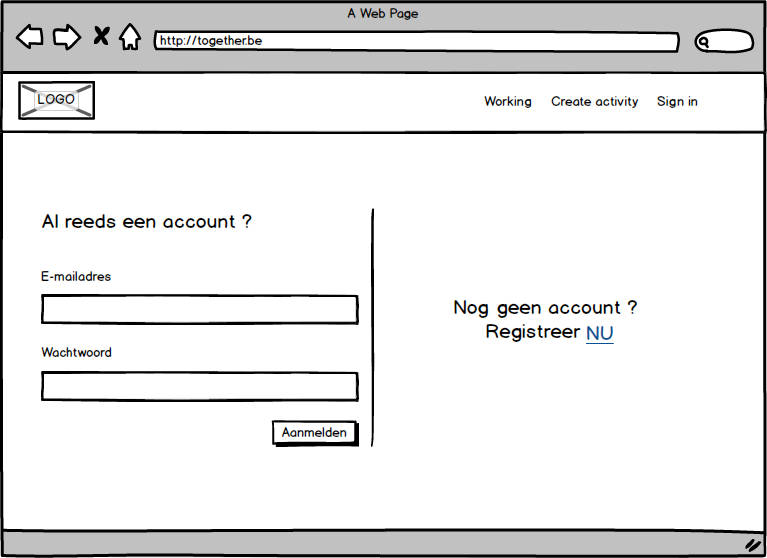 A Web Page
http://together.be
LOGO
Working Create activity Sign in
Al reeds een account ?
E-mailadres
Wachtwoord
Aanmelden
Nog geen account ?
Registreer NU